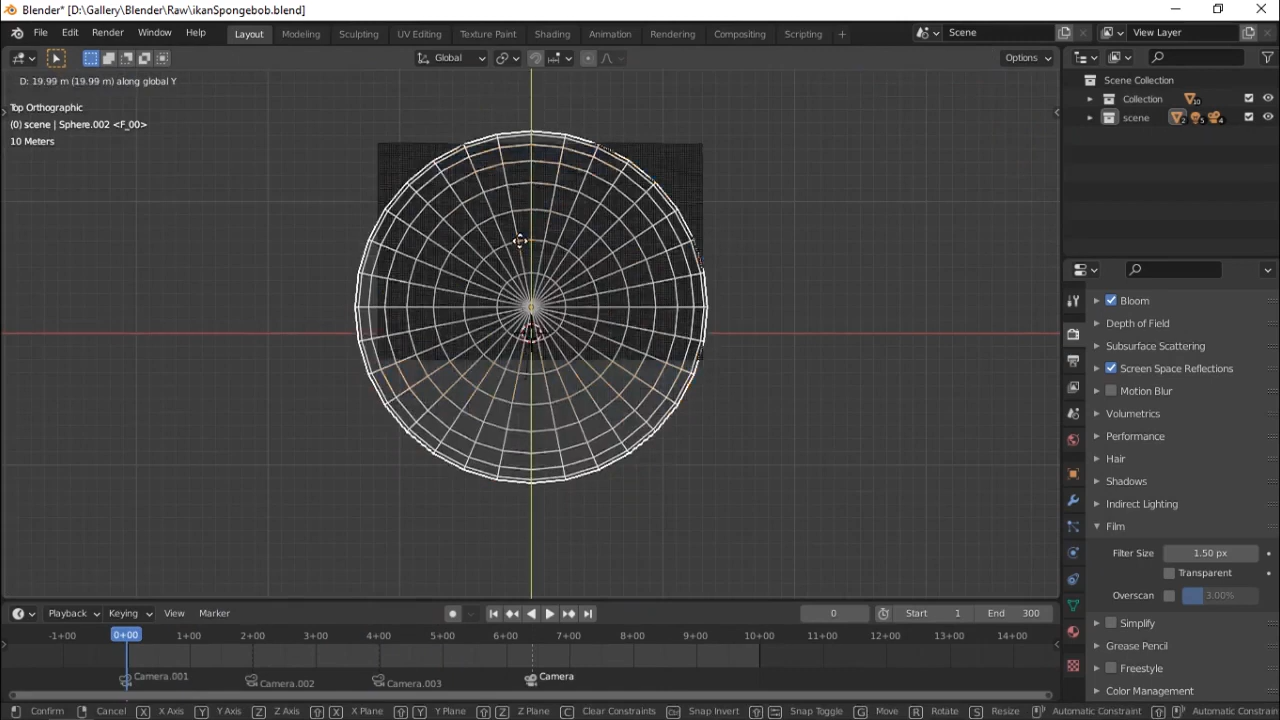 Blender* [D:\Gallery\Blender\Raw\ikanSpongebob.blend]
File Edit Render Window Help Layout Modeling Sculpting UV Editing Texture Paint Shading Animation Rendering Compositing Scripting + Scene View Layer
Global Options
D: 19.99 m (19.99 m) along global Y
Top Orthographic
(0) scene | Sphere.002 <F_00>
10 Meters
Scene Collection
Collection 10
scene 2 5 4
Bloom
Depth of Field
Subsurface Scattering
Screen Space Reflections
Motion Blur
Volumetrics
Performance
Hair
Shadows
Indirect Lighting
Film
Filter Size 1.50 px
Transparent
Overscan 3.00%
Simplify
Grease Pencil
Freestyle
Color Management
Playback Keying View Marker 0 Start 1 End 300
-1+00 0+00 1+00 2+00 3+00 4+00 5+00 6+00 7+00 8+00 9+00 10+00 11+00 12+00 13+00 14+00
Camera.001 Camera.002 Camera.003 Camera
Confirm Cancel X X Axis Y Y Axis Z Z Axis X X Plane Y Y Plane Z Z Plane C Clear Constraints Snap Invert Snap Toggle G Move R Rotate S Resize Automatic Constraint Automatic Constrain